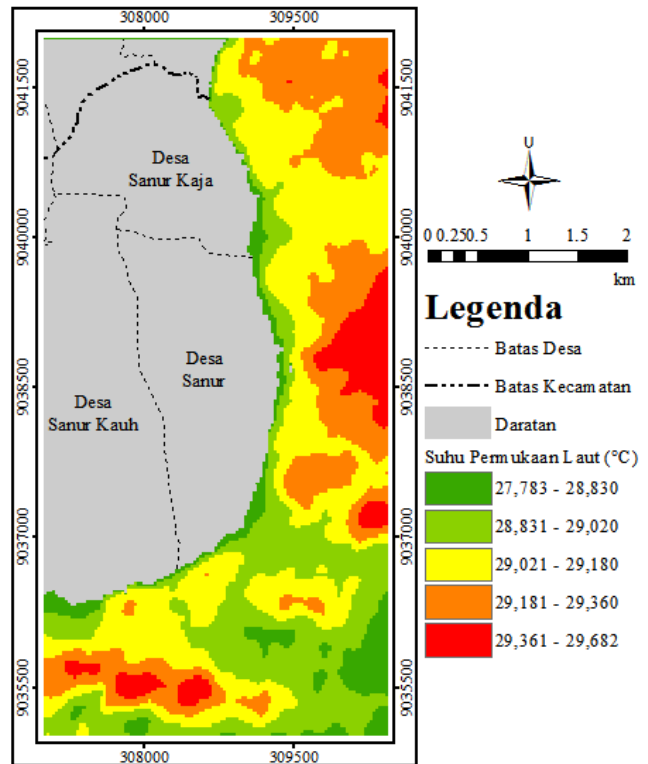 308000 309500
9041500 9041500
Desa
Sanur Kaja
9040000 9040000
Desa
Sanur
9038500 9038500
Desa
Sanur Kauh
9037000 9037000
9035500 9035500
308000 309500
U
0 0.25 0.5 1 1.5 2
km
Legenda
Batas Desa
Batas Kecamatan
Daratan
Suhu Permukaan Laut (°C)
27,783 - 28,830
28,831 - 29,020
29,021 - 29,180
29,181 - 29,360
29,361 - 29,682